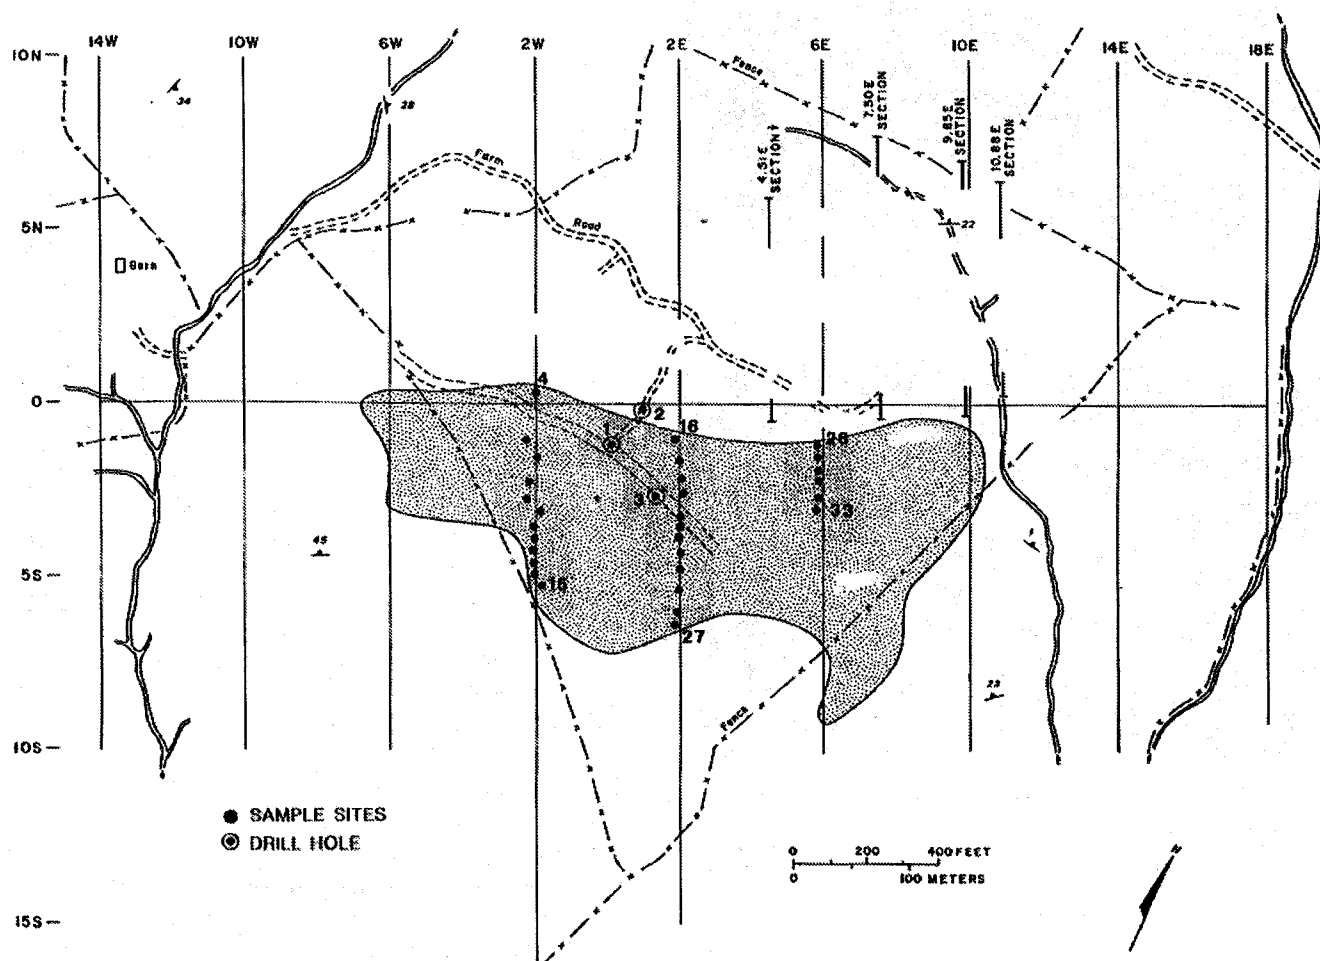 14W 10W 6W 2W 2E 6E 10E 14E 18E
10N
Fence
34
28
7.50E SECTION
9.85E SECTION
4.51E SECTION
10.88E SECTION
Farm
Road
5N
22
Barn
4
0
2
1
16
28
3
33
45
5S
15
27
23
Fence
10S
SAMPLE SITES
DRILL HOLE
0 200 400 FEET
0 100 METERS
N
15S